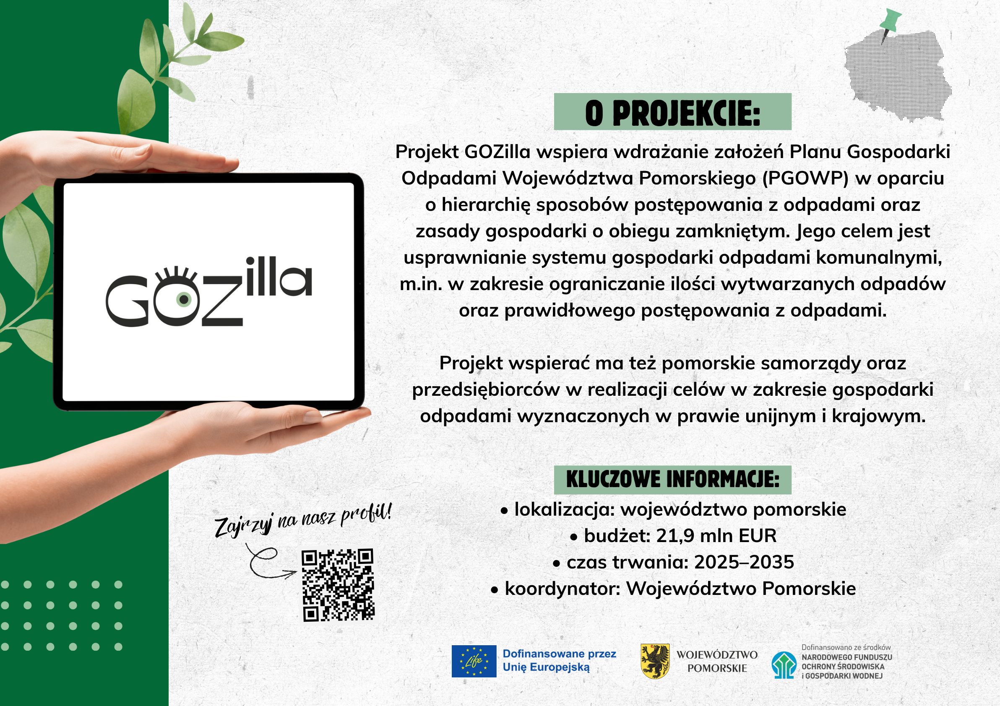 GOZilla
O PROJEKCIE:
Projekt GOZilla wspiera wdrażanie założeń Planu Gospodarki
Odpadami Województwa Pomorskiego (PGOWP) w oparciu
o hierarchię sposobów postępowania z odpadami oraz
zasady gospodarki o obiegu zamkniętym. Jego celem jest
usprawnianie systemu gospodarki odpadami komunalnymi,
m.in. w zakresie ograniczanie ilości wytwarzanych odpadów
oraz prawidłowego postępowania z odpadami.
Projekt wspierać ma też pomorskie samorządy oraz
przedsiębiorców w realizacji celów w zakresie gospodarki
odpadami wyznaczonych w prawie unijnym i krajowym.
KLUCZOWE INFORMACJE:
• lokalizacja: województwo pomorskie
• budżet: 21,9 mln EUR
• czas trwania: 2025–2035
• koordynator: Województwo Pomorskie
Zajrzyj na nasz profil!
Life
Dofinansowane przez
Unię Europejską
WOJEWÓDZTWO
POMORSKIE
Dofinansowano ze środków
NARODOWEGO FUNDUSZU
OCHRONY ŚRODOWISKA
i GOSPODARKI WODNEJ